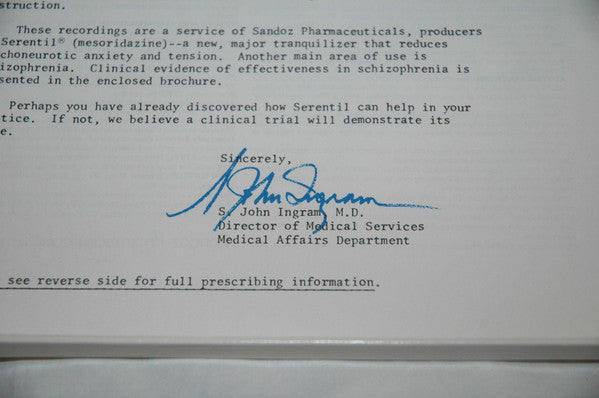 struction.
These recordings are a service of Sandoz Pharmaceuticals, producers
Serentil® (mesoridazine)--a new, major tranquilizer that reduces
choneurotic anxiety and tension. Another main area of use is
izophrenia. Clinical evidence of effectiveness in schizophrenia is
sented in the enclosed brochure.
Perhaps you have already discovered how Serentil can help in your
tice. If not, we believe a clinical trial will demonstrate its
e.
Sincerely,
S John Ingram
S. John Ingram, M.D.
Director of Medical Services
Medical Affairs Department
see reverse side for full prescribing information.